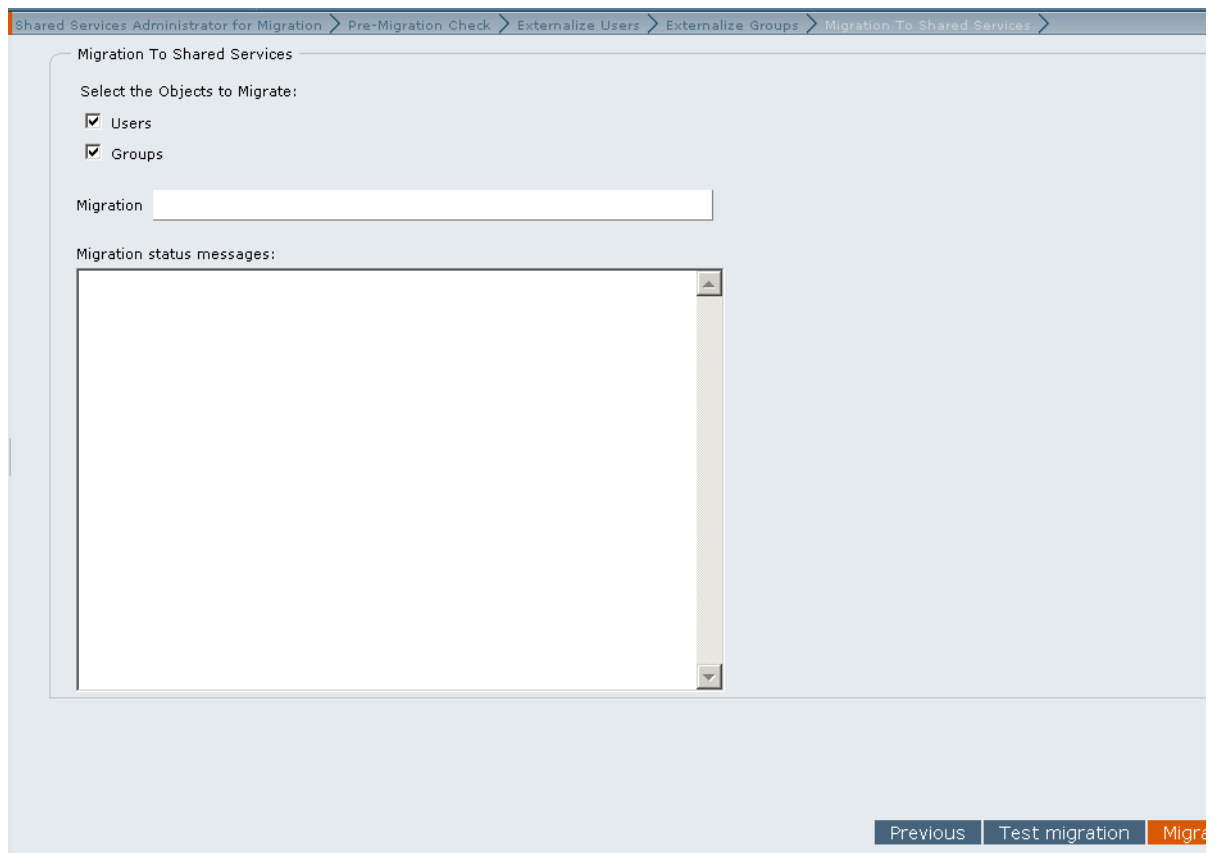 Shared Services Administrator for Migration Pre-Migration Check Externalize Users Externalize Groups Migration To Shared Services
Migration To Shared Services
Select the Objects to Migrate:
Users
Groups
Migration
Migration status messages:
Previous Test migration Migra